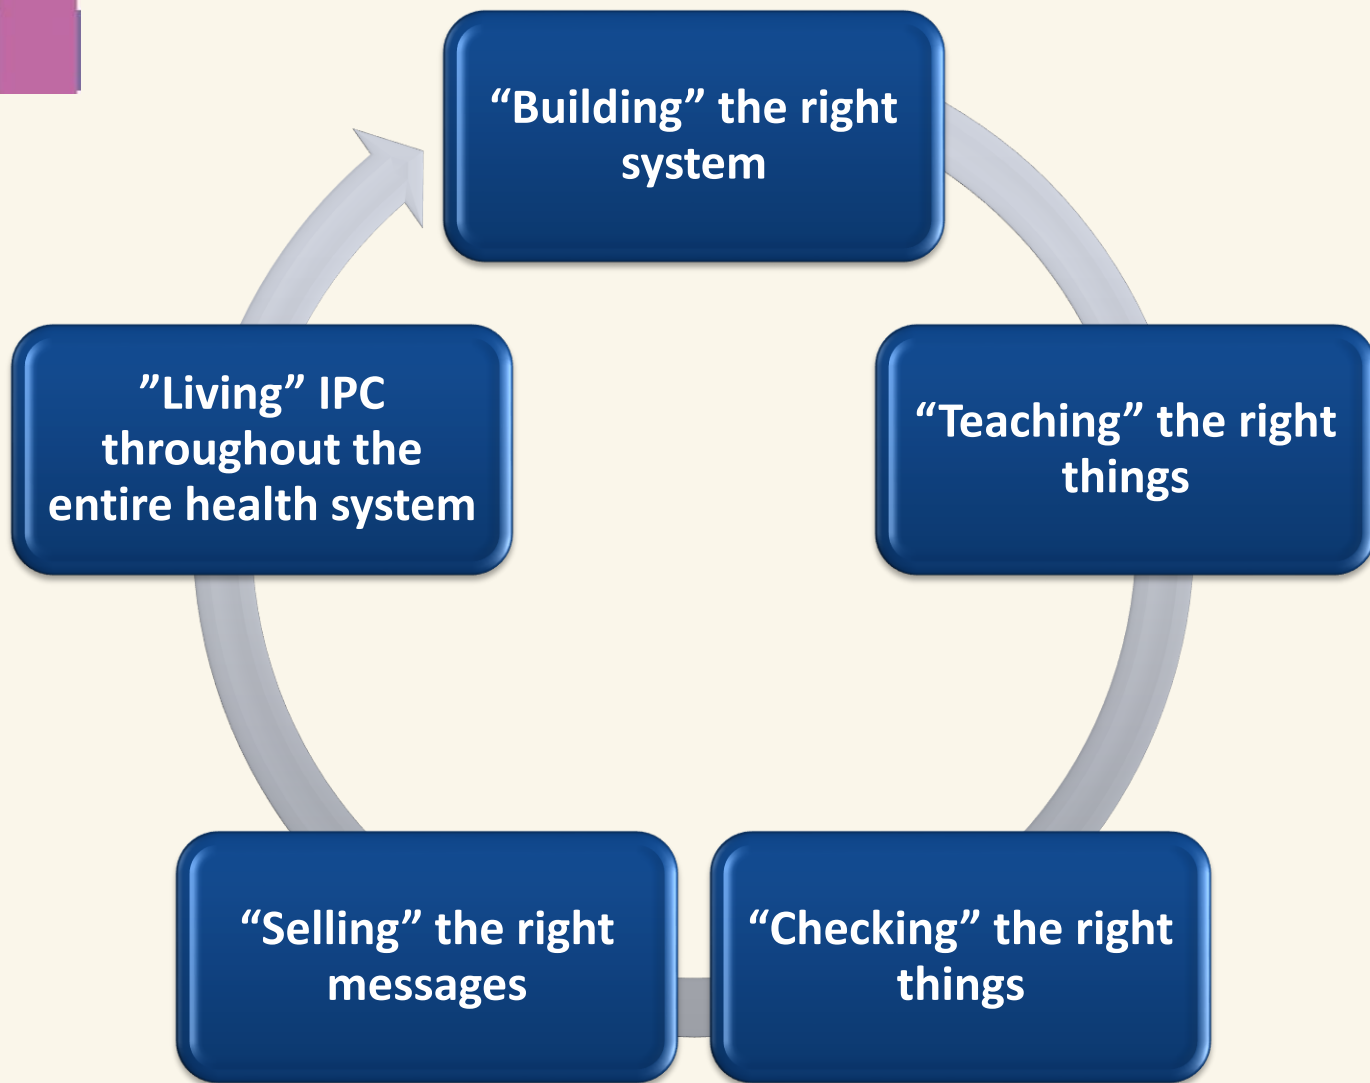 “Building” the right
system
“Teaching” the right
things
“Checking” the right
things
“Selling” the right
messages
”Living” IPC
throughout the
entire health system